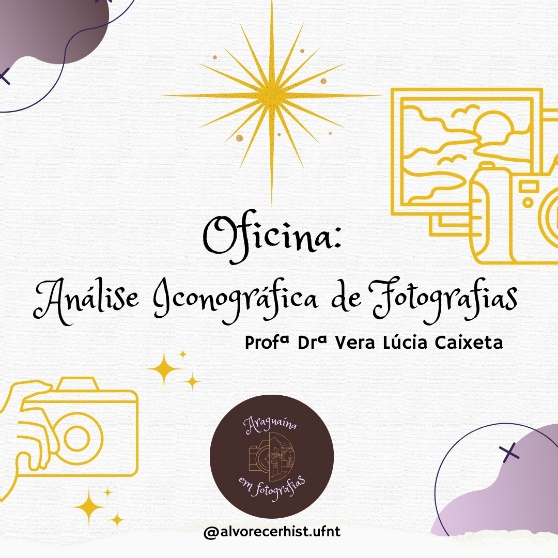 Oficina:
Análise Iconográfica de Fotografias
Profª Drª Vera Lúcia Caixeta
Araguaína
em fotografias
@alvorecerhist.ufnt